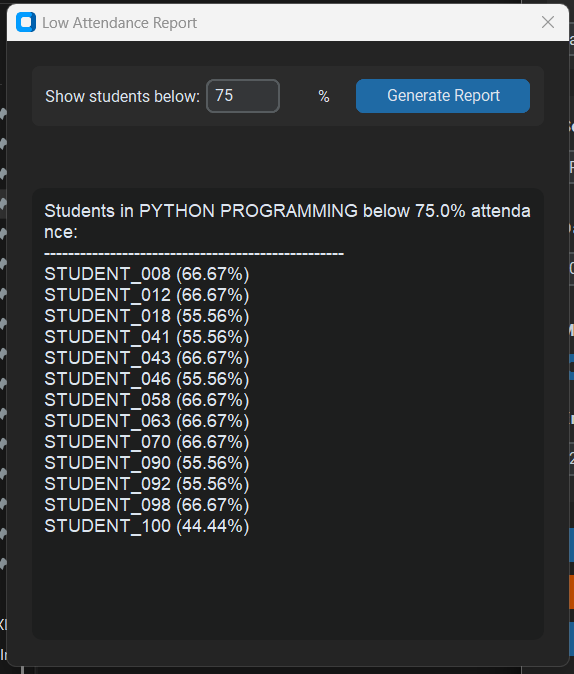 Low Attendance Report
Show students below: 75 % Generate Report
Students in PYTHON PROGRAMMING below 75.0% attenda
nce:
--------------------------------------------------
STUDENT_008 (66.67%)
STUDENT_012 (66.67%)
STUDENT_018 (55.56%)
STUDENT_041 (55.56%)
STUDENT_043 (66.67%)
STUDENT_046 (55.56%)
STUDENT_058 (66.67%)
STUDENT_063 (66.67%)
STUDENT_070 (66.67%)
STUDENT_090 (55.56%)
STUDENT_092 (55.56%)
STUDENT_098 (66.67%)
STUDENT_100 (44.44%)